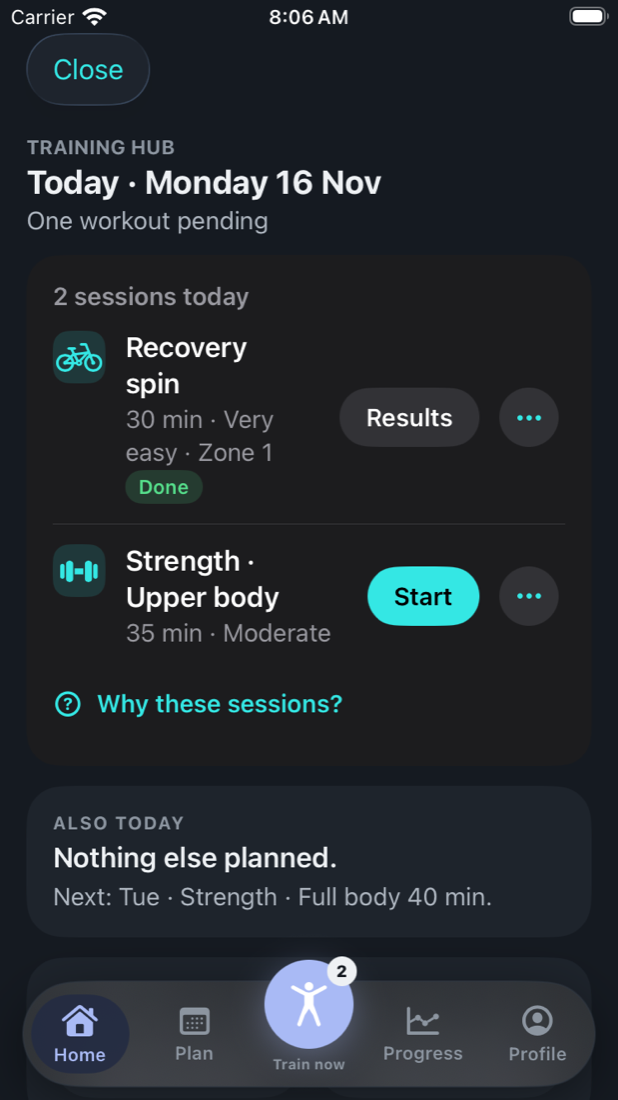 Carrier 8:06 AM
Close
TRAINING HUB
Today · Monday 16 Nov
One workout pending
2 sessions today
Recovery
spin
30 min · Very
easy · Zone 1
Done
Results
Strength ·
Upper body
35 min · Moderate
Start
Why these sessions?
ALSO TODAY
Nothing else planned.
Next: Tue · Strength · Full body 40 min.
2
Home
Plan
Train now
Progress
Profile